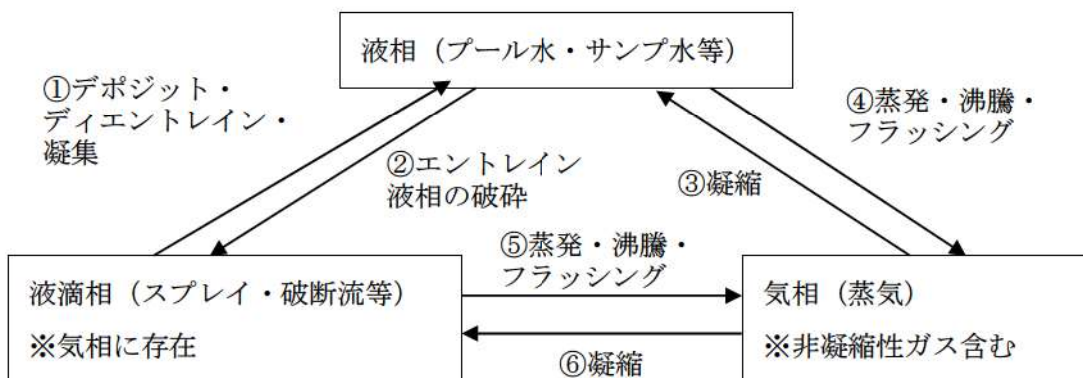 液相（プール水・サンプ水等）
①デポジット・
ディエントレイン・
凝集
②エントレイン
液相の破砕
③凝縮
④蒸発・沸騰・
フラッシング
液滴相（スプレイ・破断流等）
※気相に存在
⑤蒸発・沸騰・
フラッシング
⑥凝縮
気相（蒸気）
※非凝縮性ガス含む